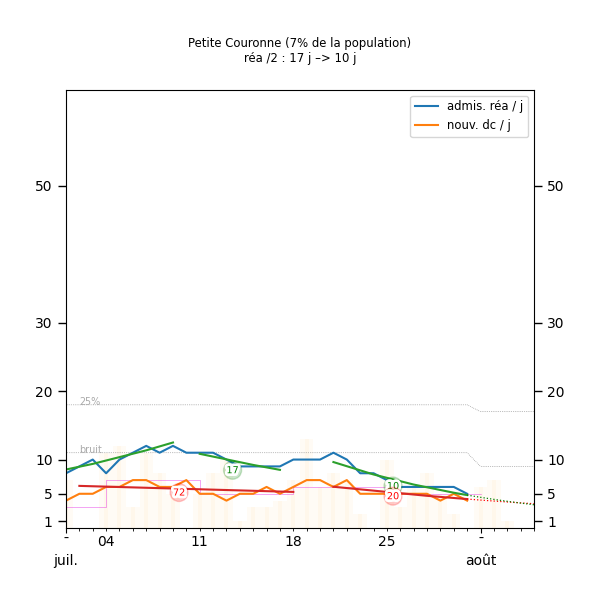 Petite Couronne (7% de la population)
réa /2 : 17 j –> 10 j
admis. réa / j
nouv. dc / j
50 50
30 30
20 20
25%
bruit
10 10
17
72
10
20
5 5
1 1
- 04 11 18 25 -
juil. août